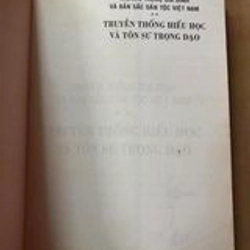 VÀ BẢN SẮC DÂN TỘC VIỆT NAM
TRUYỀN THỐNG HIẾU HỌC
VÀ TÔN SƯ TRỌNG ĐẠO